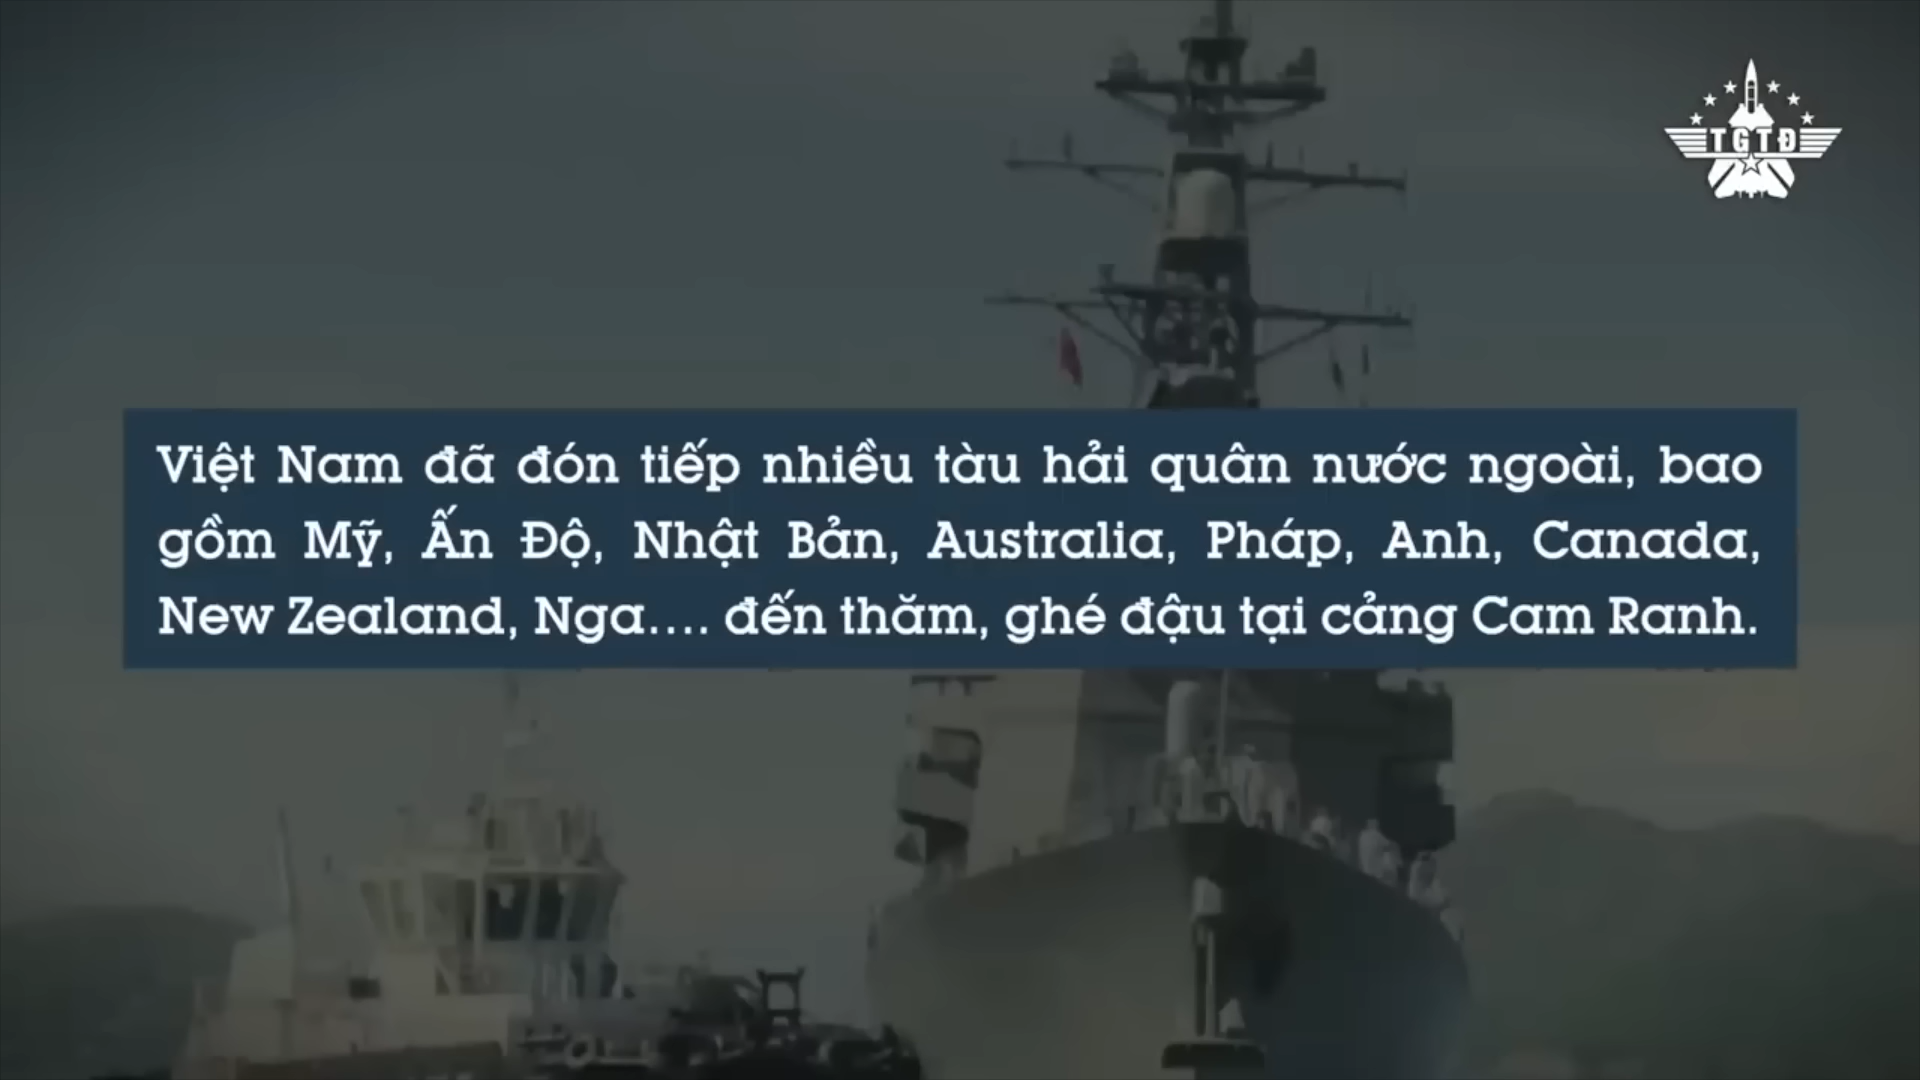 TGTĐ
Việt Nam đã đón tiếp nhiều tàu hải quân nước ngoài, bao
gồm Mỹ, Ấn Độ, Nhật Bản, Australia, Pháp, Anh, Canada,
New Zealand, Nga.... đến thăm, ghé đậu tại cảng Cam Ranh.